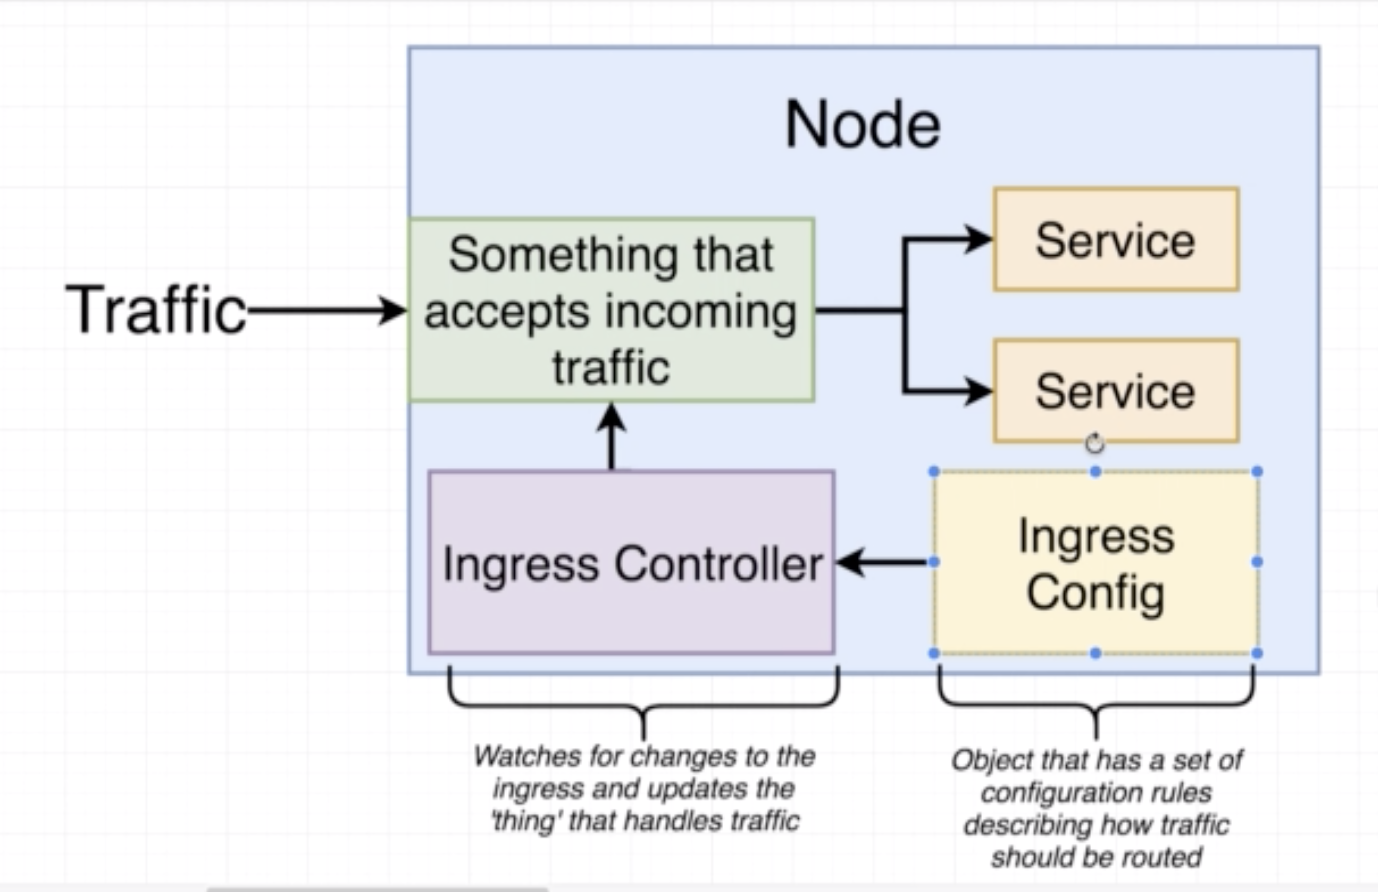 Node
Traffic
Something that
accepts incoming
traffic
Service
Service
Ingress Controller
Ingress
Config
Watches for changes to the
ingress and updates the
'thing' that handles traffic
Object that has a set of
configuration rules
describing how traffic
should be routed